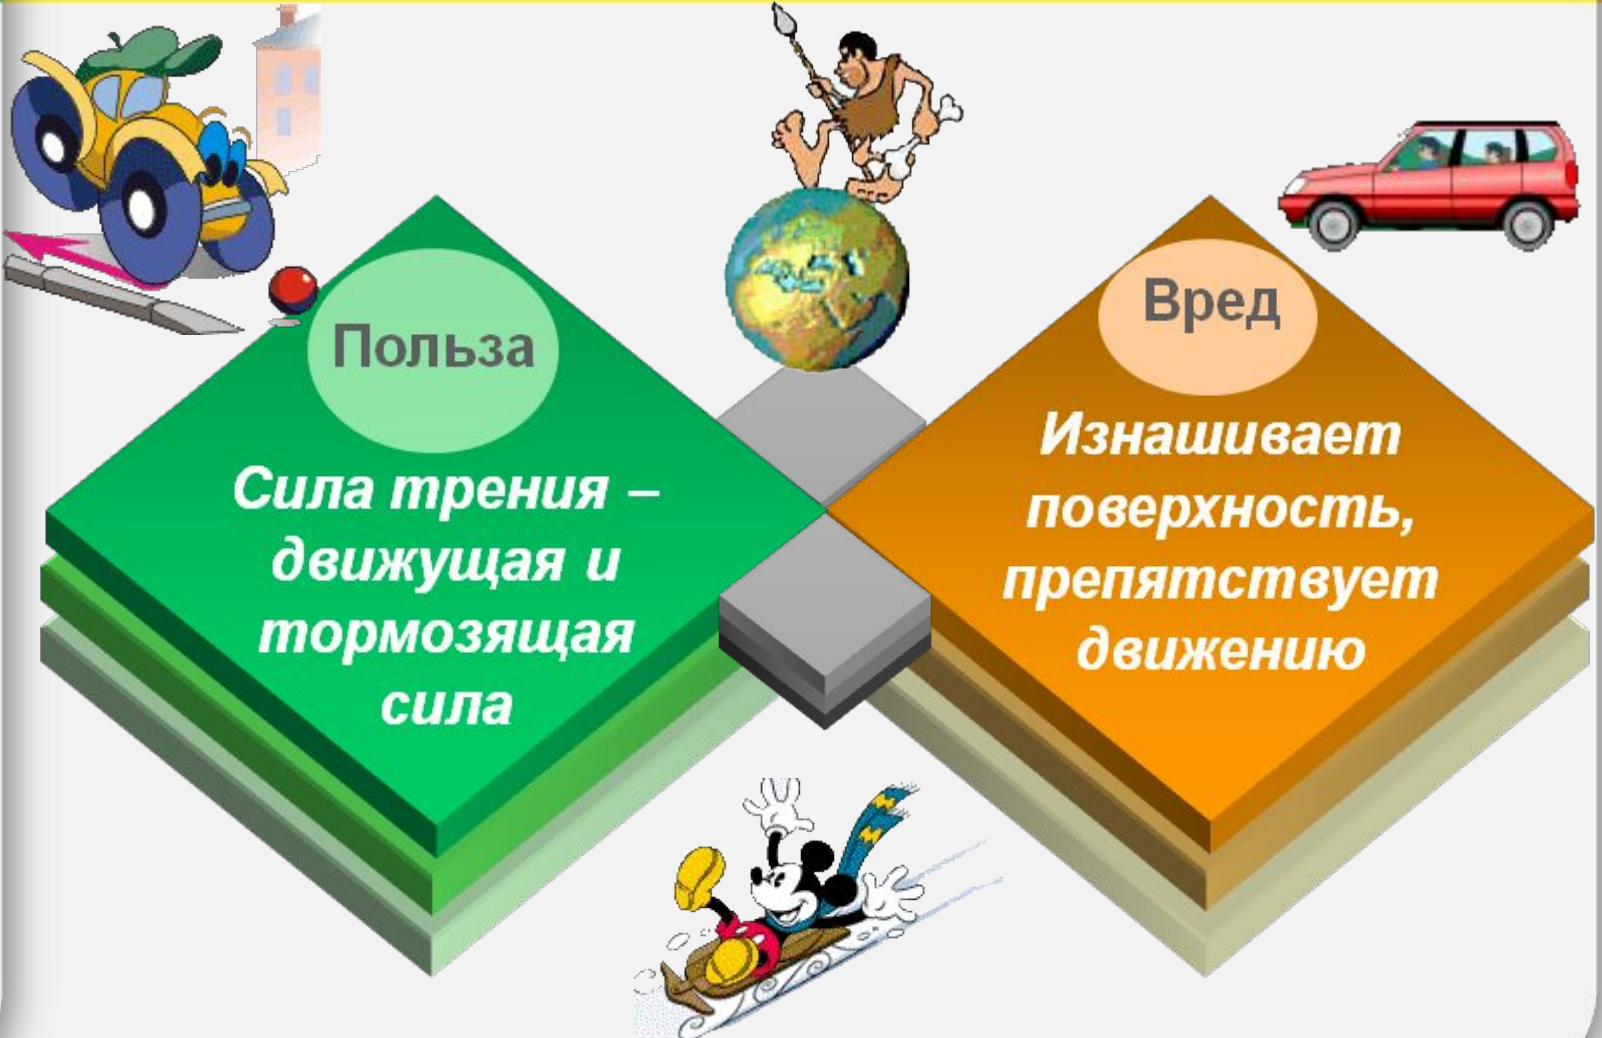 Польза
Сила трения –
движущая и
тормозящая
сила
Вред
Изнашивает
поверхность,
препятствует
движению